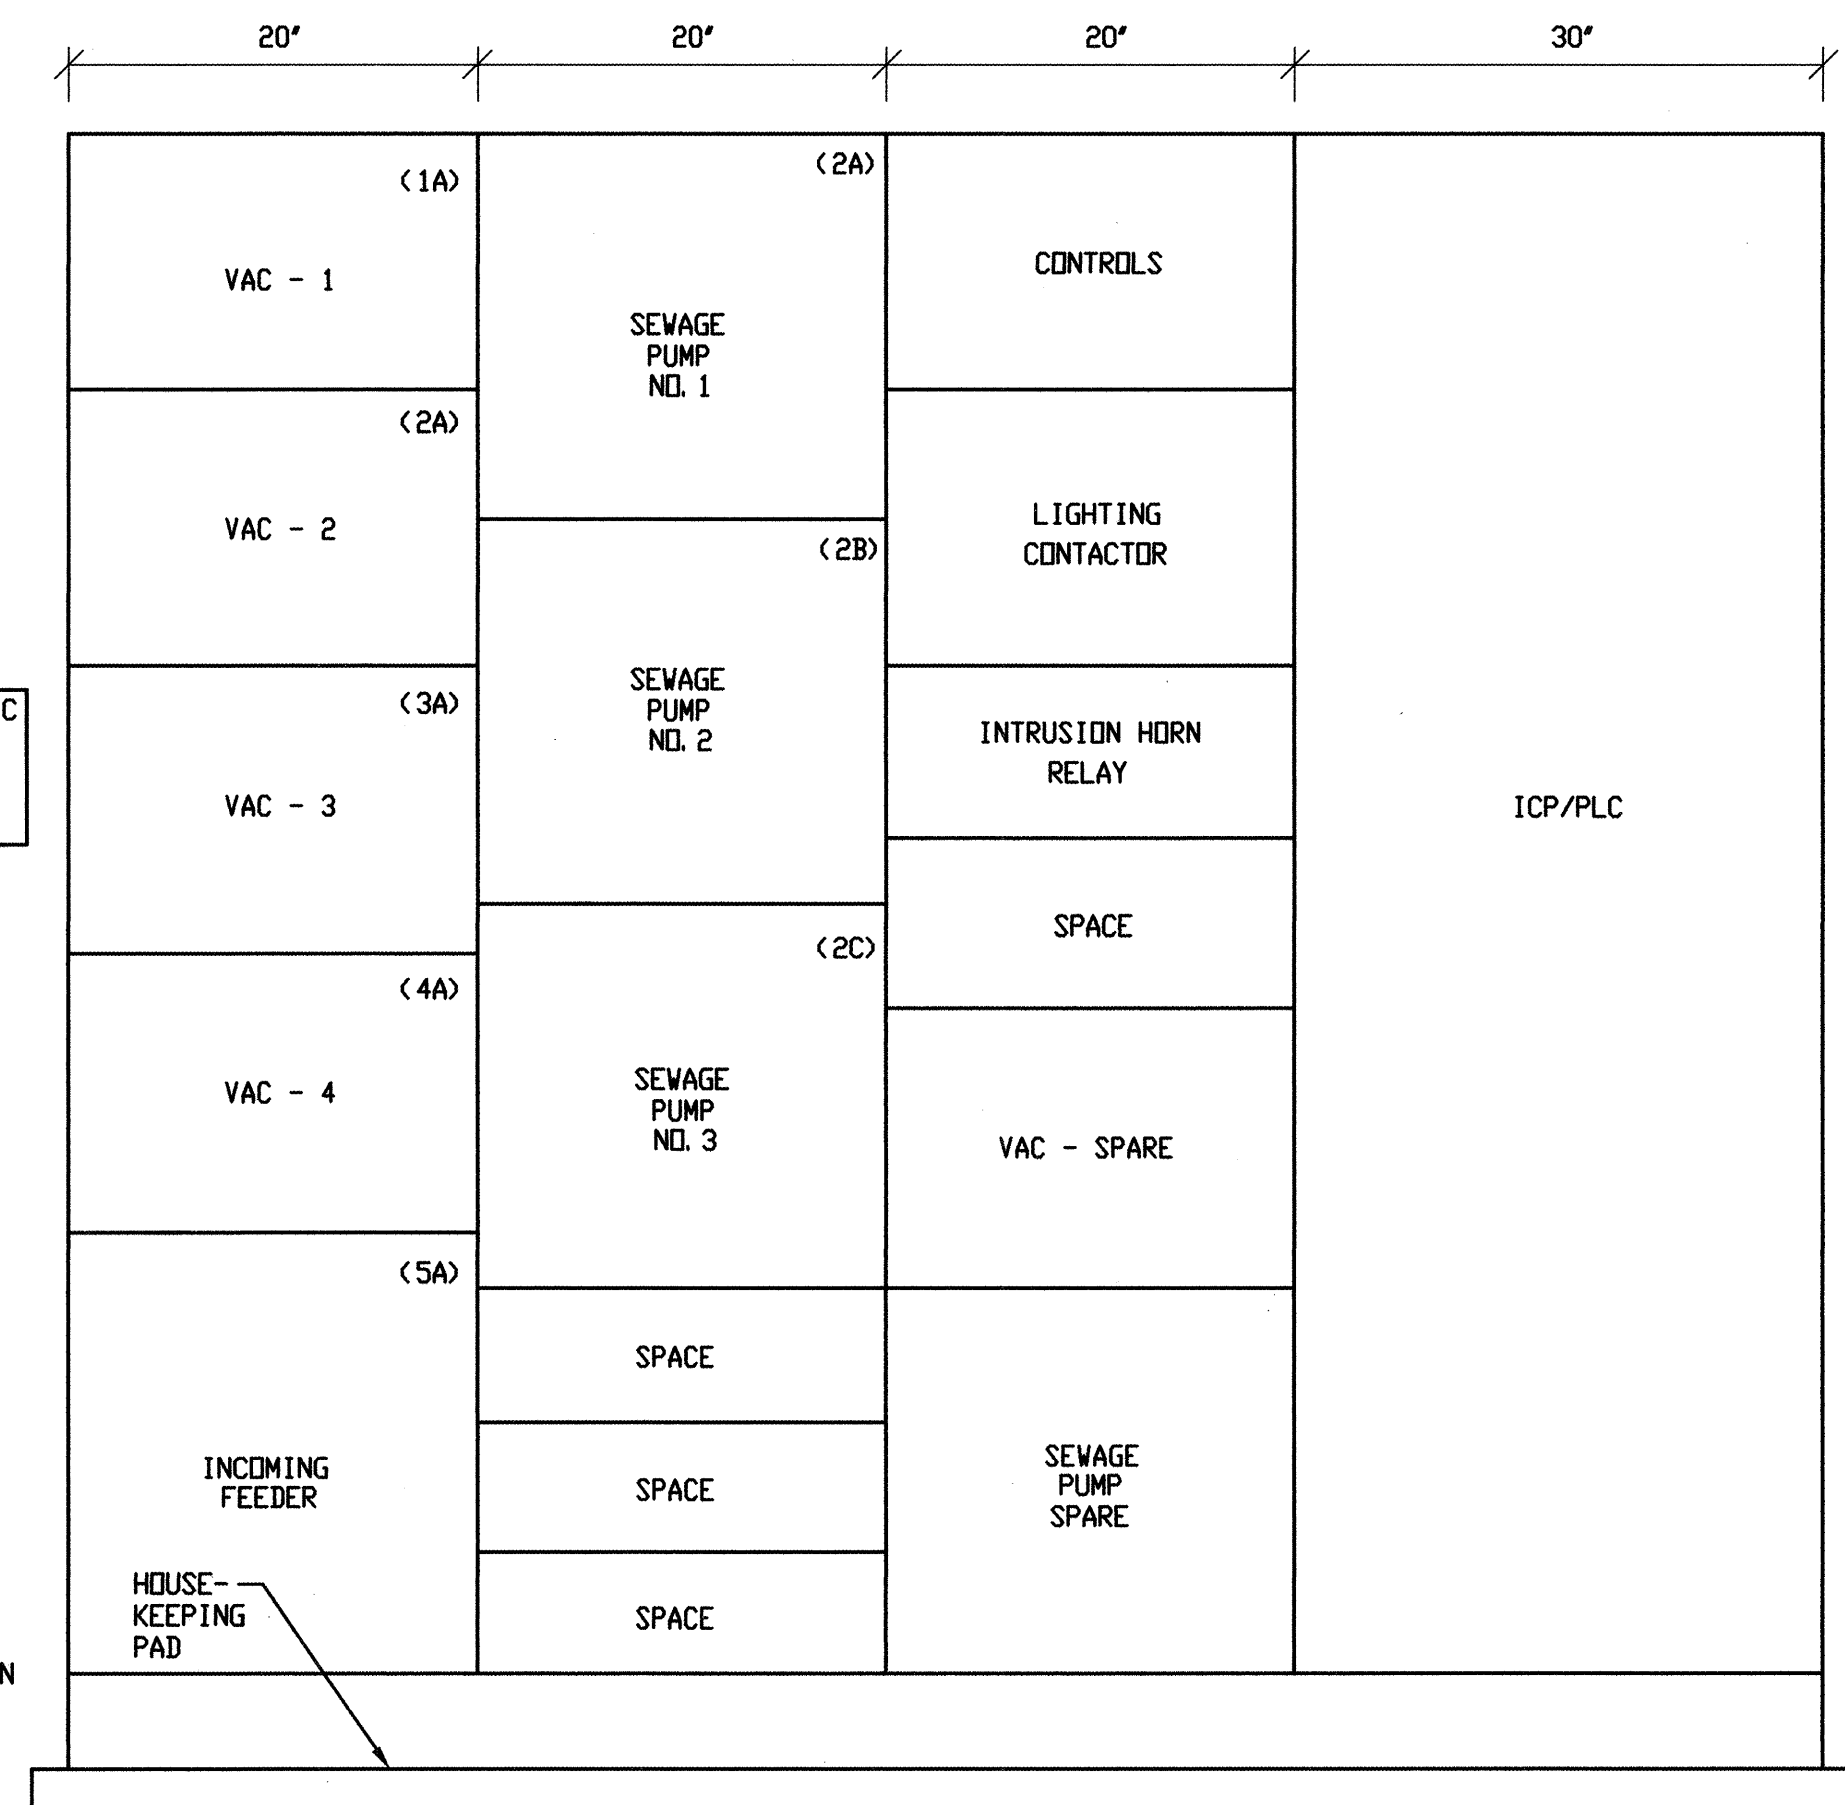 20"
20"
20"
30"
(1A)
VAC - 1
(2A)
VAC - 2
(3A)
VAC - 3
(4A)
VAC - 4
(5A)
INCOMING
FEEDER
HOUSE-
KEEPING
PAD
(2A)
SEWAGE
PUMP
NO. 1
(2B)
SEWAGE
PUMP
NO. 2
(2C)
SEWAGE
PUMP
NO. 3
SPACE
SPACE
SPACE
CONTROLS
LIGHTING
CONTACTOR
INTRUSION HORN
RELAY
SPACE
VAC - SPARE
SEWAGE
PUMP
SPARE
ICP/PLC
C
N